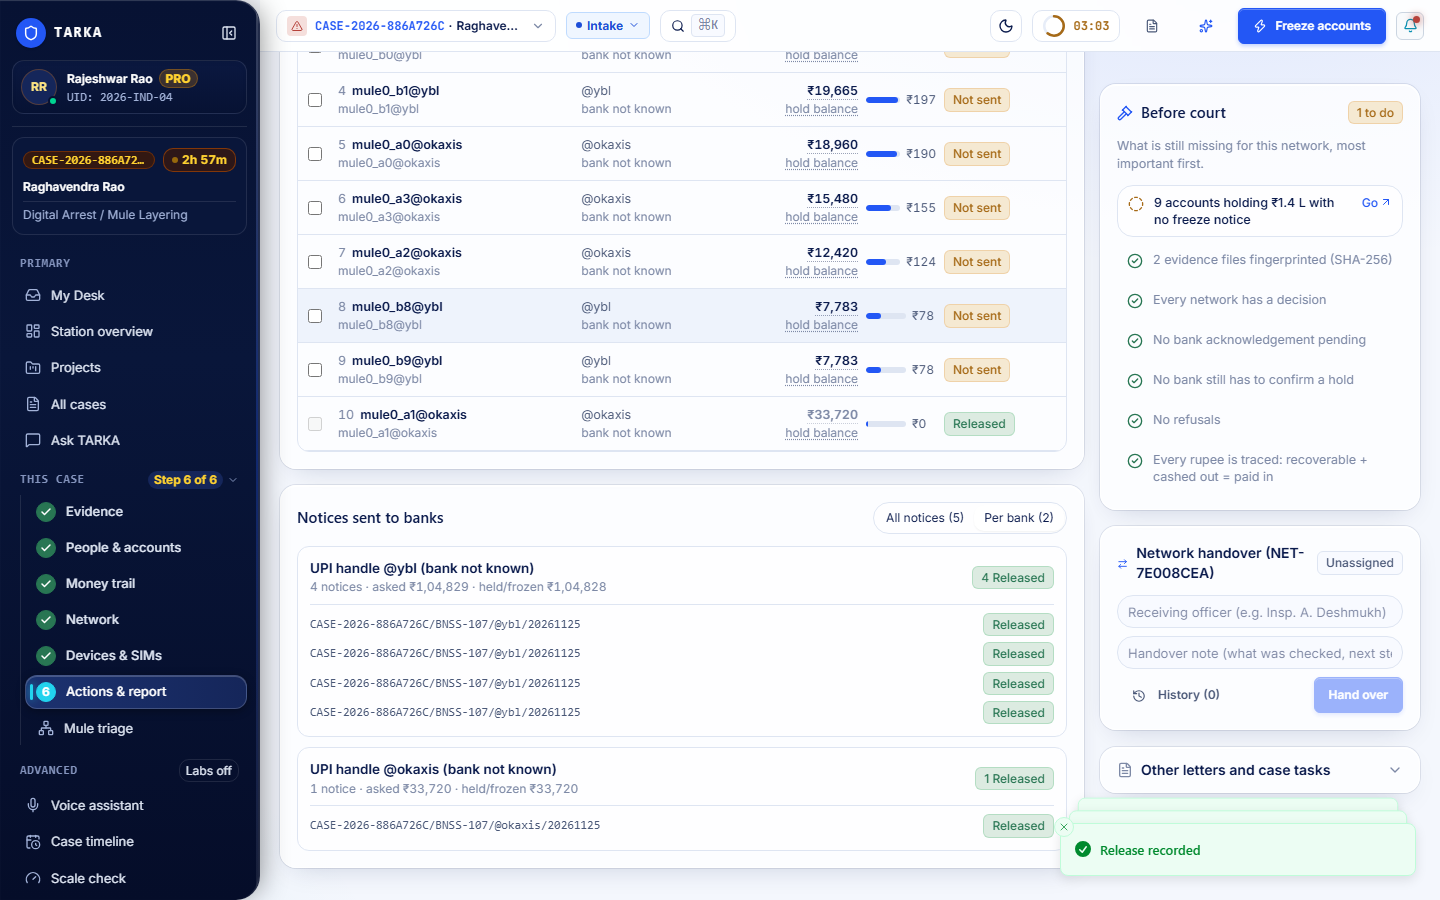 TARKA
Rajeshwar Rao PRO
RR
UID: 2026-IND-04
CASE-2026-886A72… 2h 57m
Raghavendra Rao
Digital Arrest / Mule Layering
PRIMARY
My Desk
Station overview
Projects
All cases
Ask TARKA
THIS CASE Step 6 of 6
Evidence
People & accounts
Money trail
Network
Devices & SIMs
6 Actions & report
Mule triage
ADVANCED Labs off
Voice assistant
Case timeline
Scale check
CASE-2026-886A726C · Raghave… Intake ⌘K 03:03 Freeze accounts
mule0_b0@ybl bank not known hold balance
4 mule0_b1@ybl @ybl ₹19,665 ₹197 Not sent
mule0_b1@ybl bank not known hold balance
5 mule0_a0@okaxis @okaxis ₹18,960 ₹190 Not sent
mule0_a0@okaxis bank not known hold balance
6 mule0_a3@okaxis @okaxis ₹15,480 ₹155 Not sent
mule0_a3@okaxis bank not known hold balance
7 mule0_a2@okaxis @okaxis ₹12,420 ₹124 Not sent
mule0_a2@okaxis bank not known hold balance
8 mule0_b8@ybl @ybl ₹7,783 ₹78 Not sent
mule0_b8@ybl bank not known hold balance
9 mule0_b9@ybl @ybl ₹7,783 ₹78 Not sent
mule0_b9@ybl bank not known hold balance
10 mule0_a1@okaxis @okaxis ₹33,720 ₹0 Released
mule0_a1@okaxis bank not known hold balance
Notices sent to banks All notices (5) Per bank (2)
UPI handle @ybl (bank not known) 4 Released
4 notices · asked ₹1,04,829 · held/frozen ₹1,04,828
CASE-2026-886A726C/BNSS-107/@ybl/20261125 Released
CASE-2026-886A726C/BNSS-107/@ybl/20261125 Released
CASE-2026-886A726C/BNSS-107/@ybl/20261125 Released
CASE-2026-886A726C/BNSS-107/@ybl/20261125 Released
UPI handle @okaxis (bank not known) 1 Released
1 notice · asked ₹33,720 · held/frozen ₹33,720
CASE-2026-886A726C/BNSS-107/@okaxis/20261125 Released
Before court 1 to do
What is still missing for this network, most
important first.
9 accounts holding ₹1.4 L with Go
no freeze notice
2 evidence files fingerprinted (SHA-256)
Every network has a decision
No bank acknowledgement pending
No bank still has to confirm a hold
No refusals
Every rupee is traced: recoverable +
cashed out = paid in
Network handover (NET-
7E008CEA) Unassigned
Receiving officer (e.g. Insp. A. Deshmukh)
Handover note (what was checked, next ste
History (0) Hand over
Other letters and case tasks
Release recorded